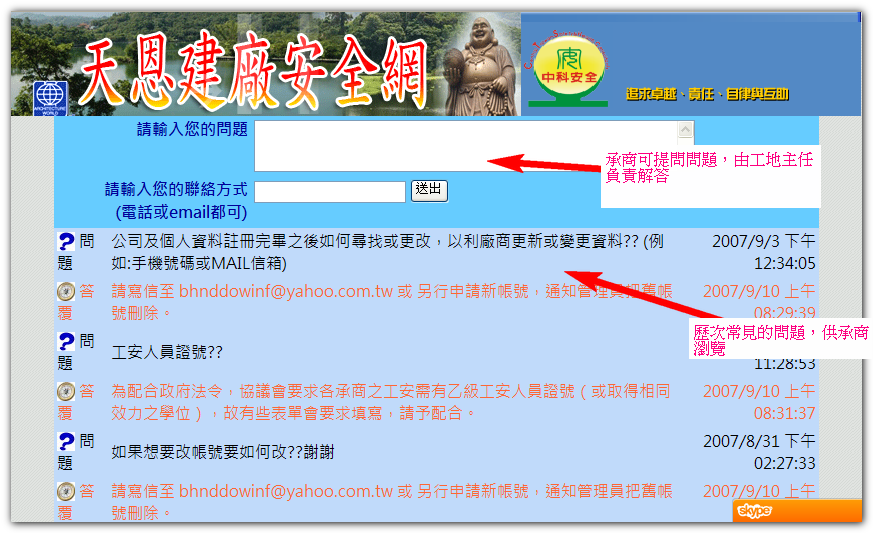 天恩建廠安全網
ARCHITECTURE
WORLD
中科安全
追求卓越、責任、自律與互助
請輸入您的問題
承商可提問問題，由工地主任
負責解答
請輸入您的聯絡方式
(電話或email都可)
送出
問題
公司及個人資料註冊完畢之後如何尋找或更改，以利廠商更新或變更資料?? (例
如:手機號碼或MAIL信箱)
2007/9/3 下午
12:34:05
答覆
請寫信至 bhnddowinf@yahoo.com.tw 或 另行申請新帳號，通知管理員把舊帳
號刪除。
2007/9/10 上午
08:29:39
歷次常見的問題，供承商
瀏覽
問題
工安人員證號??
11:28:53
答覆
為配合政府法令，協議會要求各承商之工安需有乙級工安人員證號（或取得相同
效力之學位），故有些表單會要求填寫，請予配合。
2007/9/10 上午
08:31:37
問題
如果想要改帳號要如何改??謝謝
2007/8/31 下午
02:27:33
答覆
請寫信至 bhnddowinf@yahoo.com.tw 或 另行申請新帳號，通知管理員把舊帳
號刪除。
2007/9/10 上午
skype